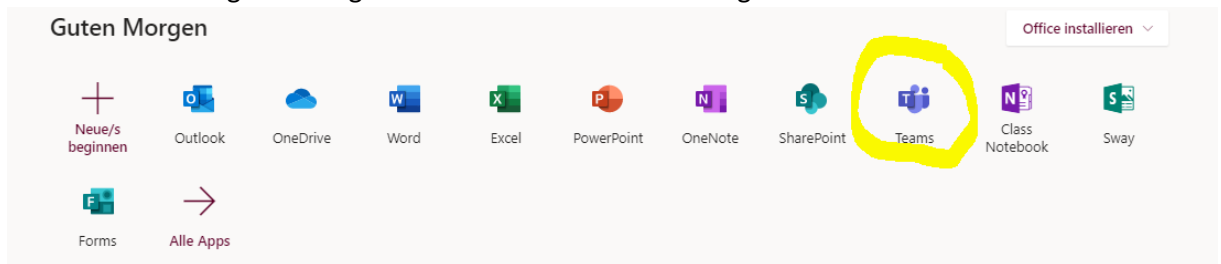 Guten Morgen
Office installieren
Neue/s
beginnen
Outlook
OneDrive
Word
Excel
PowerPoint
OneNote
SharePoint
Teams
Class
Notebook
Sway
Forms
Alle Apps